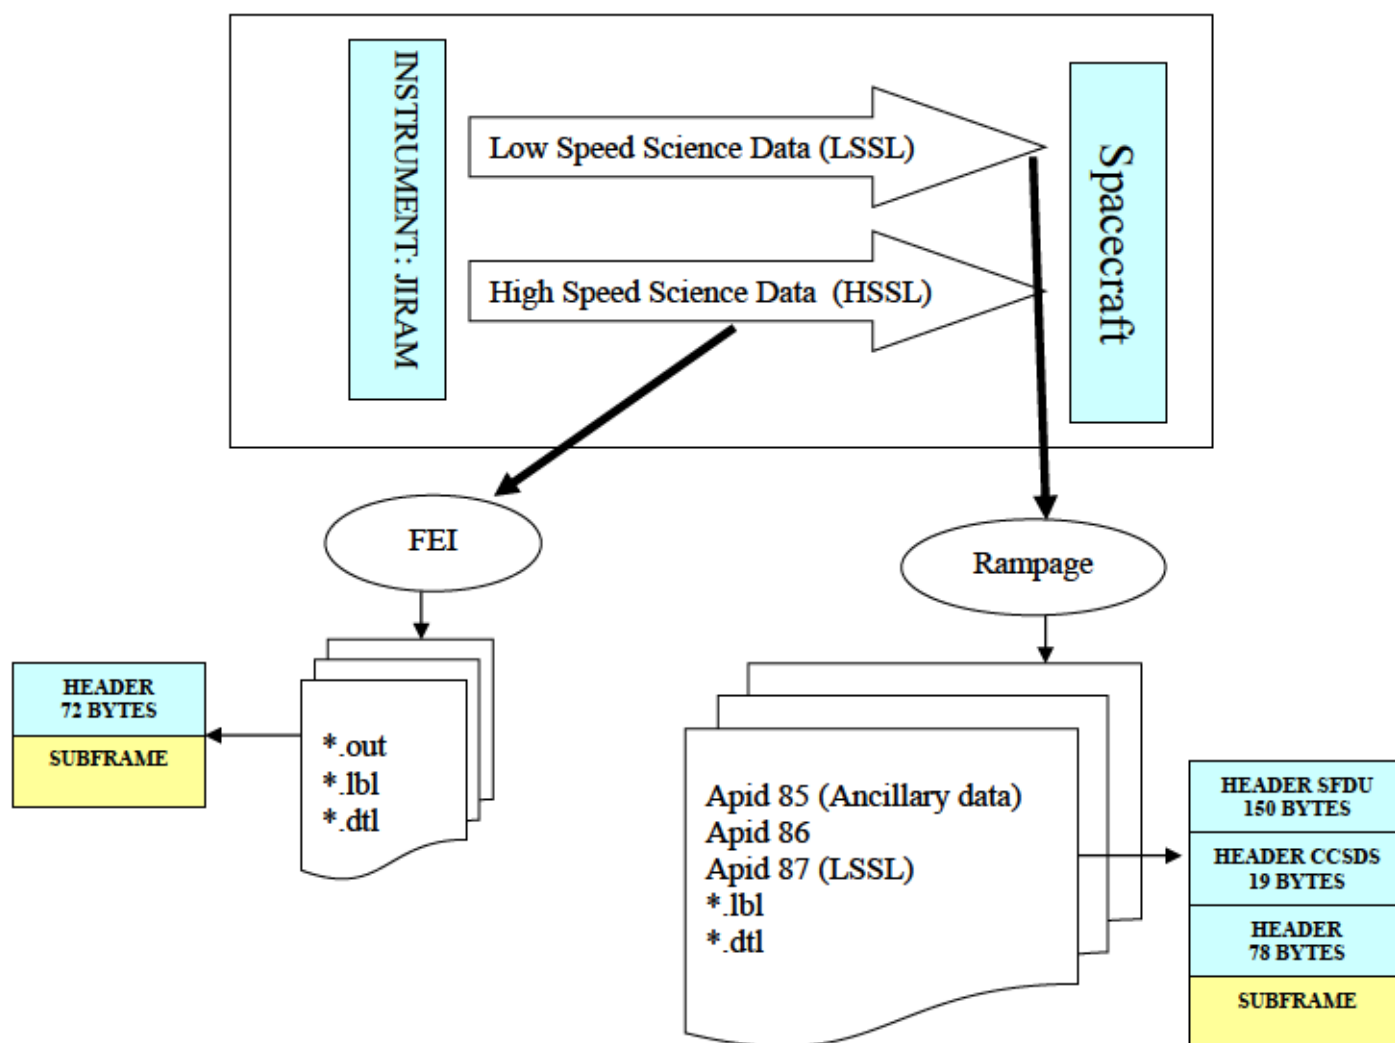 INSTRUMENT: JIRAM
Low Speed Science Data (LSSL)
High Speed Science Data  (HSSL)
Spacecraft
FEI
Rampage
HEADER
72 BYTES
SUBFRAME
*.out
*.lbl
*.dtl
Apid 85 (Ancillary data)
Apid 86
Apid 87 (LSSL)
*.lbl
*.dtl
HEADER SFDU
150 BYTES
HEADER CCSDS
19 BYTES
HEADER
78 BYTES
SUBFRAME